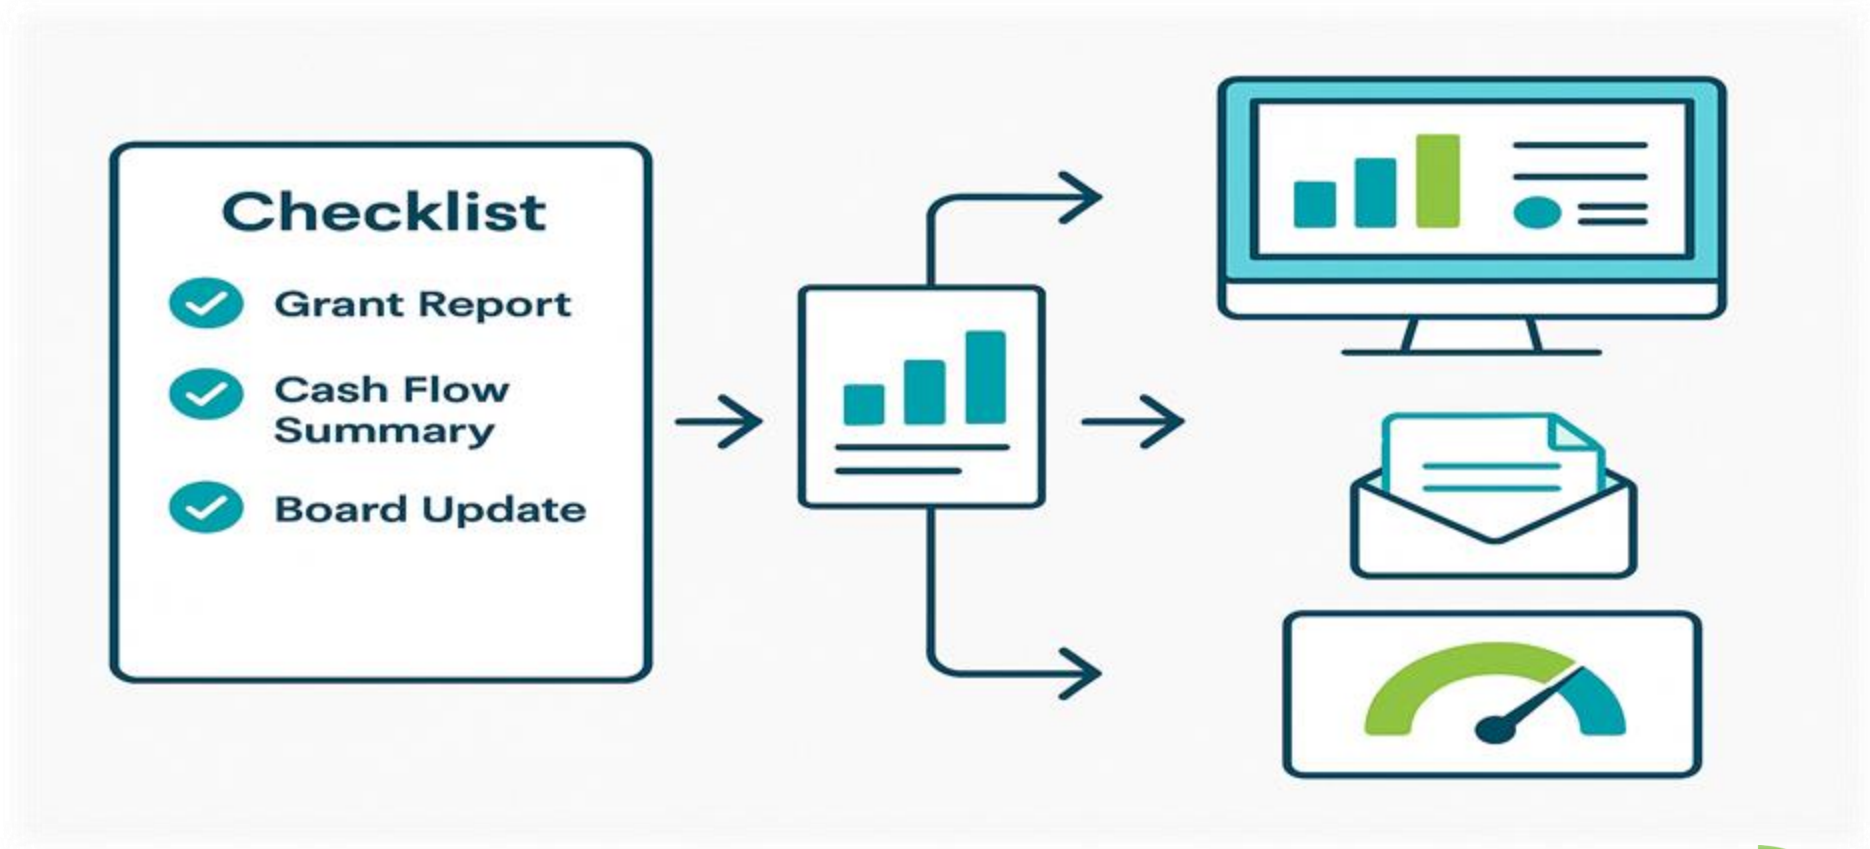 Checklist
Grant Report
Cash Flow
Summary
Board Update